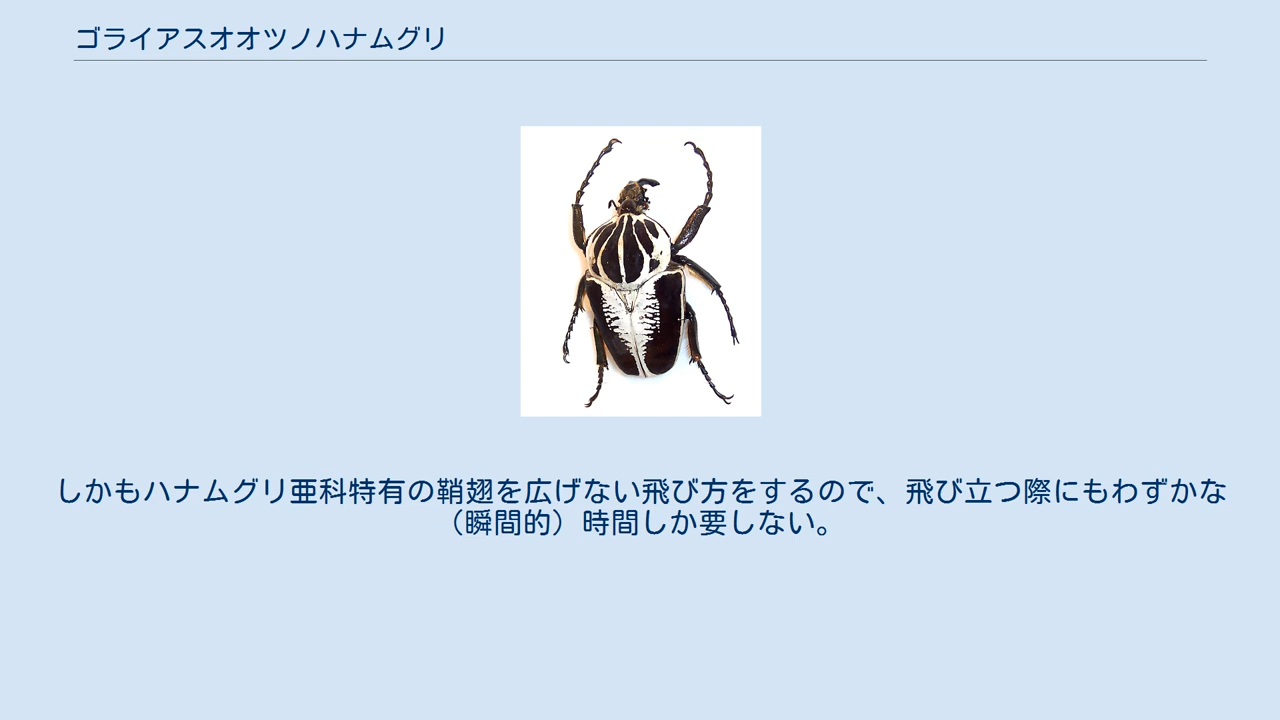 ゴライアスオオツノハナムグリ
しかもハナムグリ亜科特有の鞘翅を広げない飛び方をするので、飛び立つ際にもわずかな
（瞬間的）時間しか要しない。